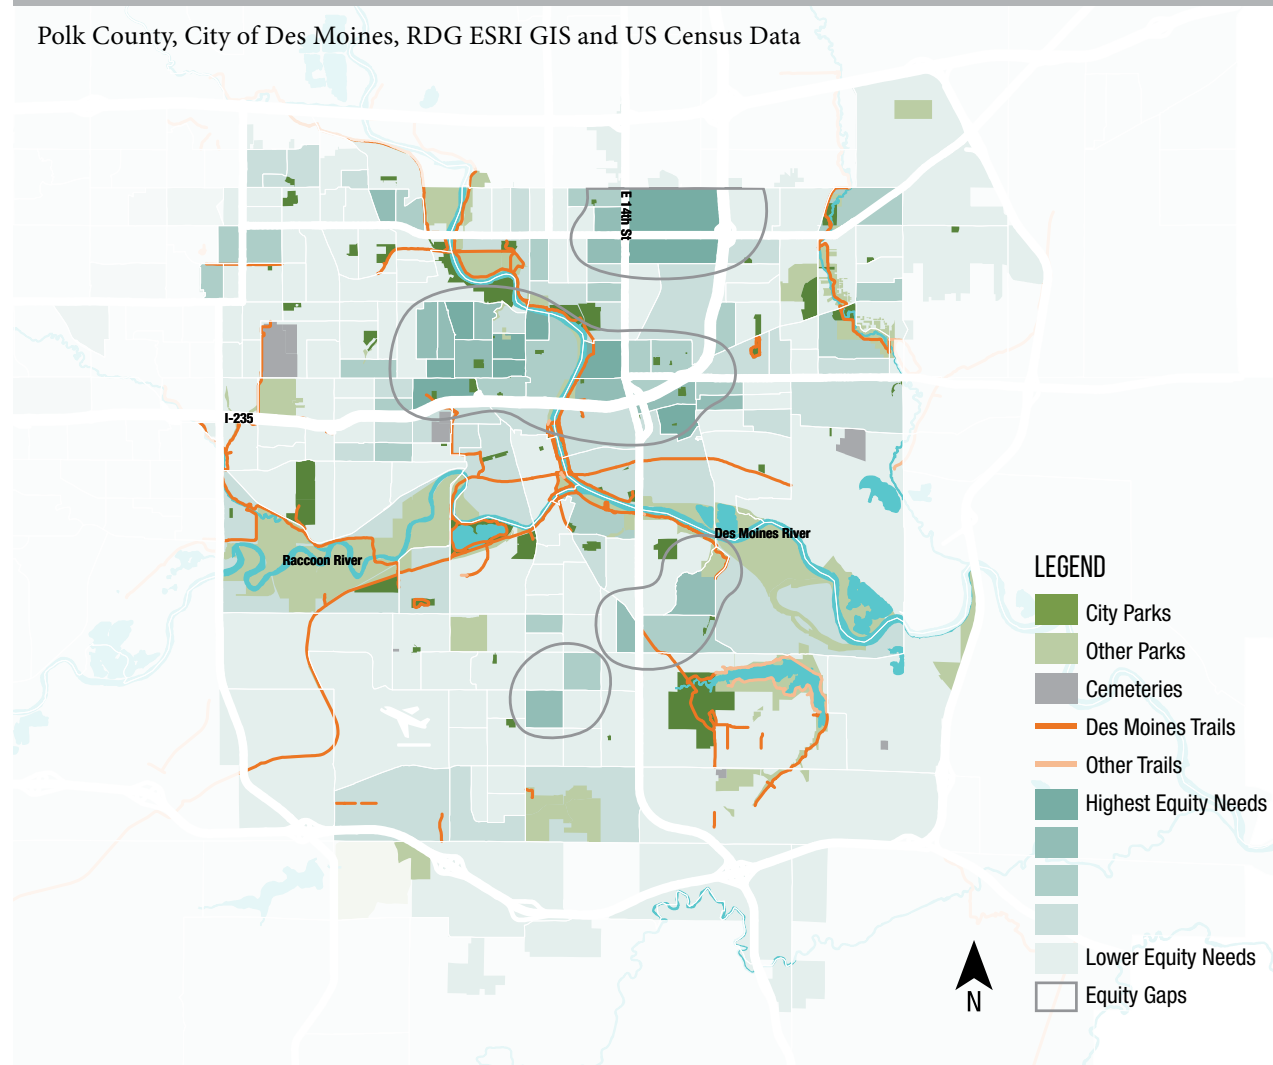 Polk County, City of Des Moines, RDG ESRI GIS and US Census Data
E 14th St
I-235
Des Moines River
Raccoon River
LEGEND
City Parks
Other Parks
Cemeteries
Des Moines Trails
Other Trails
Highest Equity Needs
Lower Equity Needs
Equity Gaps
N